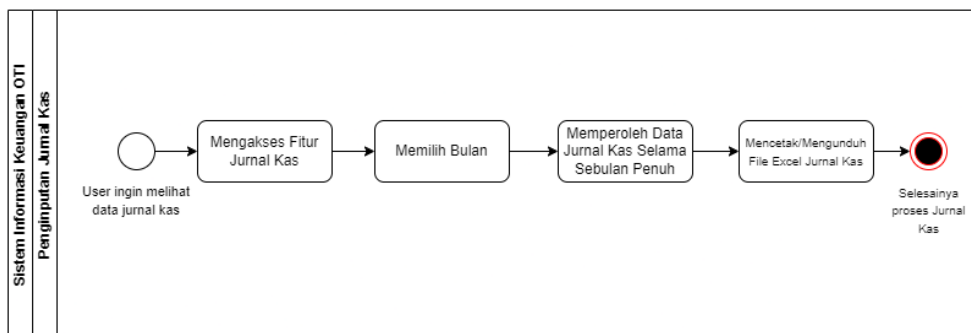 Sistem Informasi Keuangan OTI
Penginputan Jurnal Kas
User ingin melihat
data jurnal kas
Mengakses Fitur
Jurnal Kas
Memilih Bulan
Memperoleh Data
Jurnal Kas Selama
Sebulan Penuh
Mencetak/Mengunduh
File Excel Jurnal Kas
Selesainya
proses Jurnal
Kas